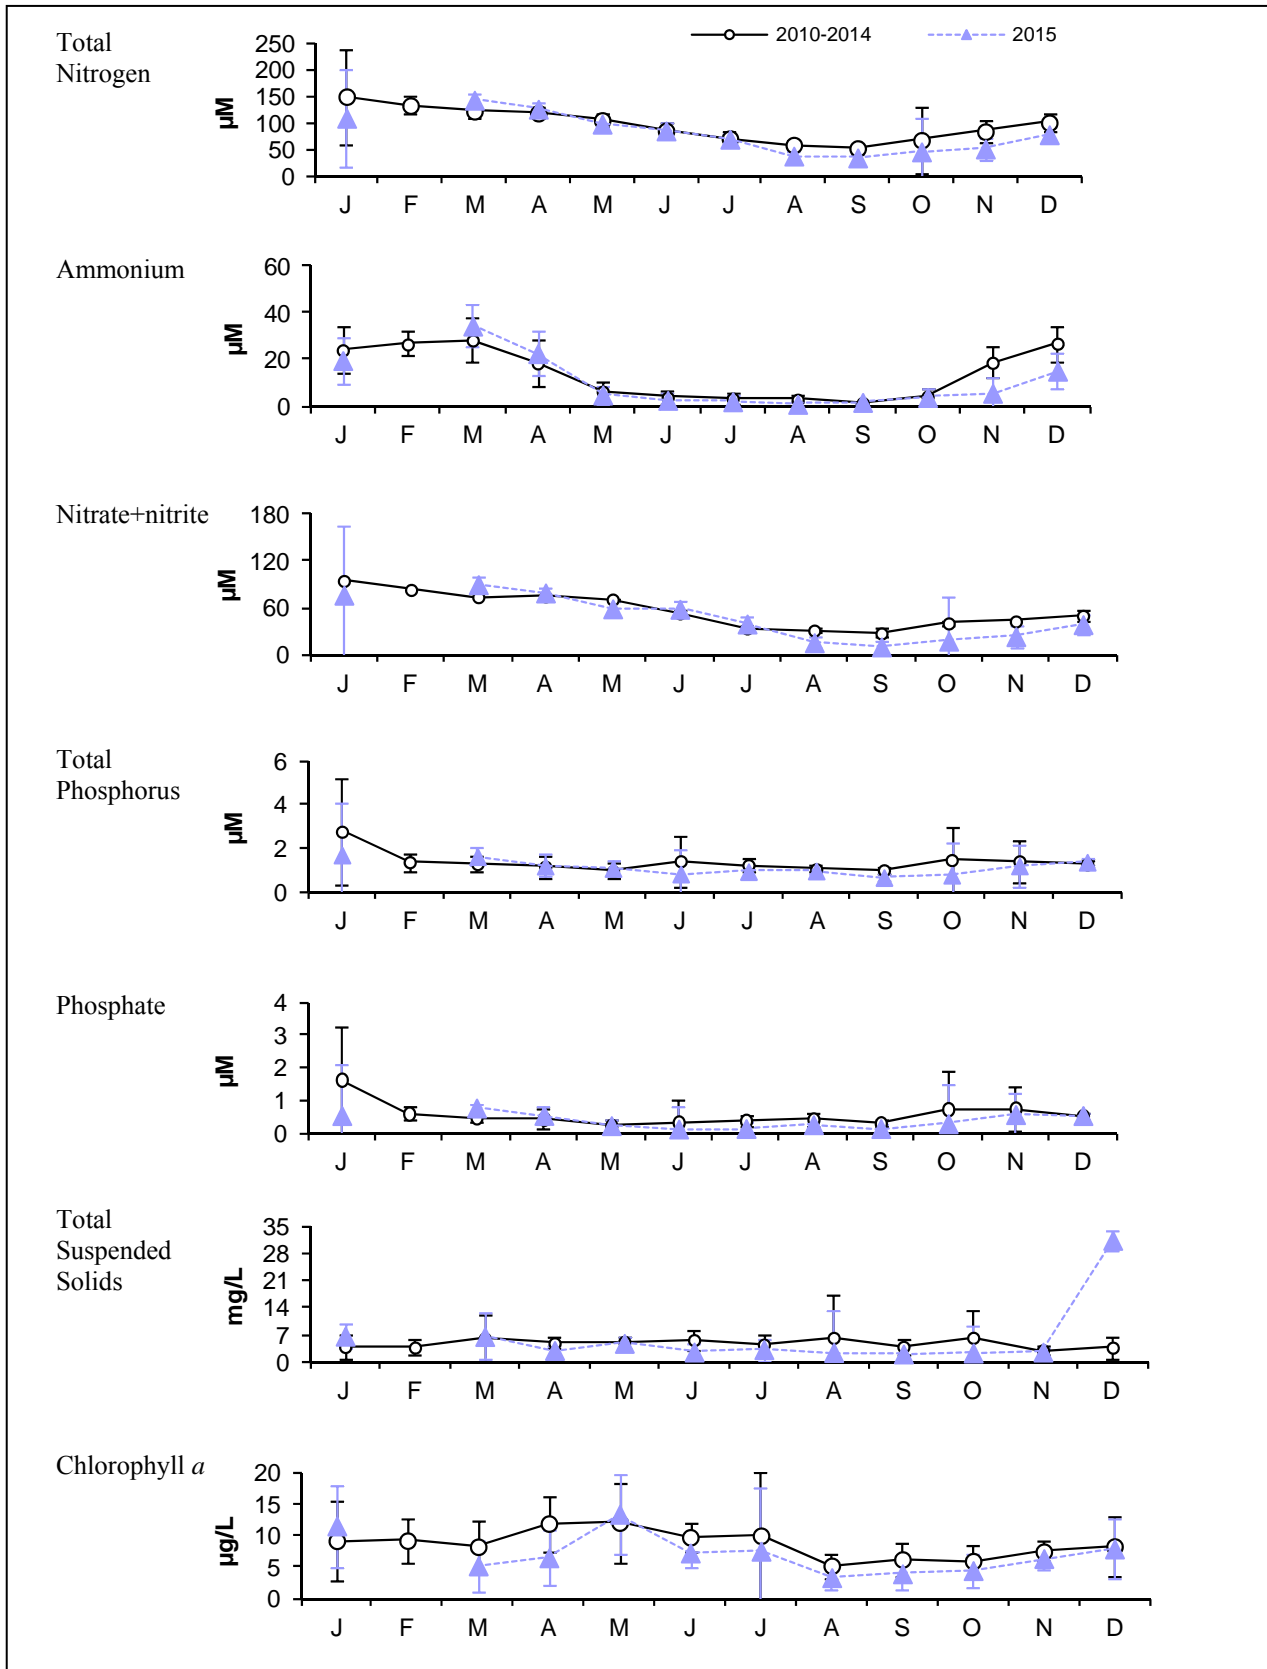 Total
Nitrogen
2010-2014
2015
250
200
150
100
50
0
µM
J F M A M J J A S O N D
Ammonium
60
40
20
0
µM
J F M A M J J A S O N D
Nitrate+nitrite
180
120
60
0
µM
J F M A M J J A S O N D
Total
Phosphorus
6
4
2
0
µM
J F M A M J J A S O N D
Phosphate
4
3
2
1
0
µM
J F M A M J J A S O N D
Total
Suspended
Solids
35
28
21
14
7
0
mg/L
J F M A M J J A S O N D
Chlorophyll a
20
15
10
5
0
µg/L
J F M A M J J A S O N D